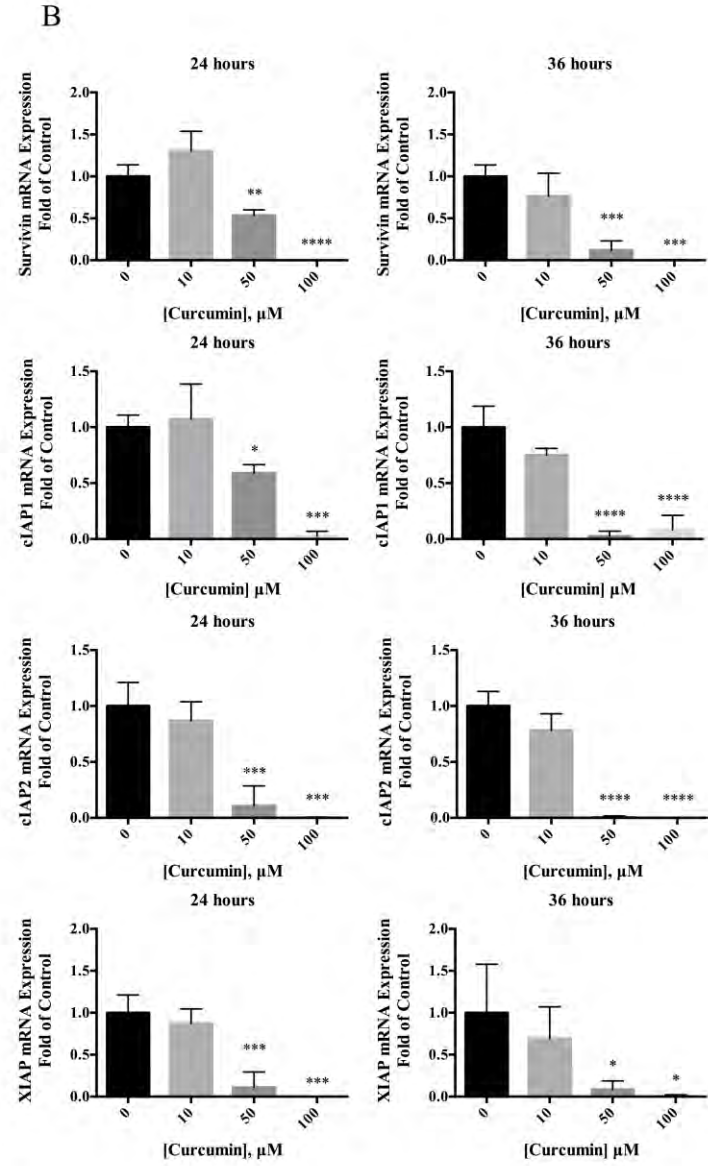 B
24 hours
Survivin mRNA Expression
Fold of Control
2.0
1.5
1.0
0.5
0.0
**
****
0
10
50
100
[Curcumin], µM
36 hours
Survivin mRNA Expression
Fold of Control
2.0
1.5
1.0
0.5
0.0
***
***
0
10
50
100
[Curcumin], µM
24 hours
cIAP1 mRNA Expression
Fold of Control
1.5
1.0
0.5
0.0
*
***
0
10
50
100
[Curcumin] µM
36 hours
cIAP1 mRNA Expression
Fold of Control
1.5
1.0
0.5
0.0
****
****
0
10
50
100
[Curcumin], µM
24 hours
cIAP2 mRNA Expression
Fold of Control
1.5
1.0
0.5
0.0
***
***
0
10
50
100
[Curcumin], µM
36 hours
cIAP2 mRNA Expression
Fold of Control
1.5
1.0
0.5
0.0
****
****
0
10
50
100
[Curcumin], µM
24 hours
XIAP mRNA Expression
Fold of Control
2.0
1.5
1.0
0.5
0.0
***
***
0
10
50
100
[Curcumin], µM
36 hours
XIAP mRNA Expression
Fold of Control
2.0
1.5
1.0
0.5
0.0
*
*
0
10
50
100
[Curcumin] µM